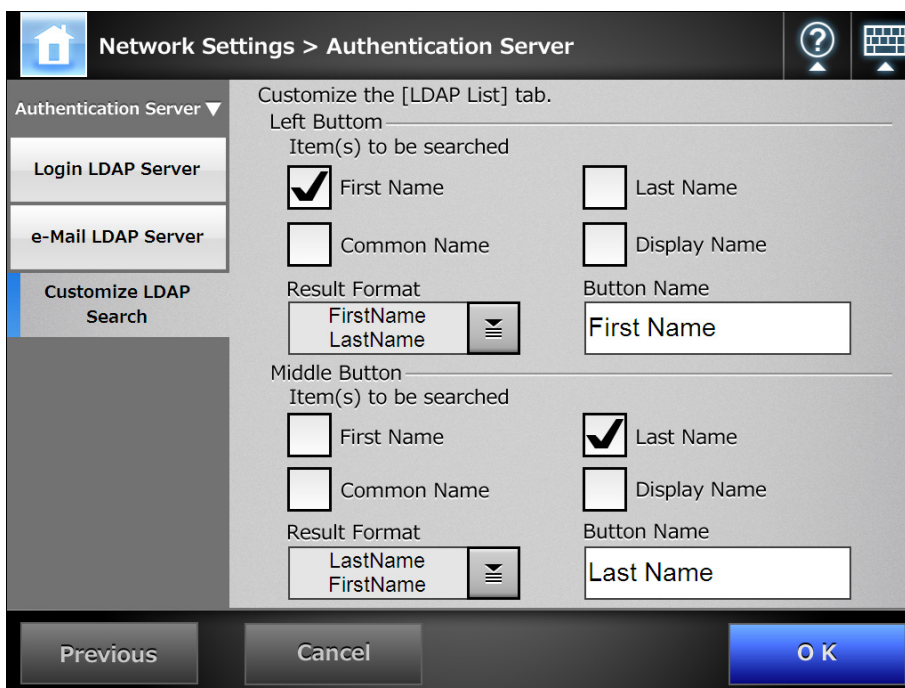 Network Settings > Authentication Server
?
Authentication Server ▼
Login LDAP Server
e-Mail LDAP Server
Customize LDAP
Search
Customize the [LDAP List] tab.
Left Buttom
Item(s) to be searched
First Name
Last Name
Common Name
Display Name
Result Format
Button Name
FirstName
LastName
First Name
Middle Button
Item(s) to be searched
First Name
Last Name
Common Name
Display Name
Result Format
Button Name
LastName
FirstName
Last Name
Previous
Cancel
O K